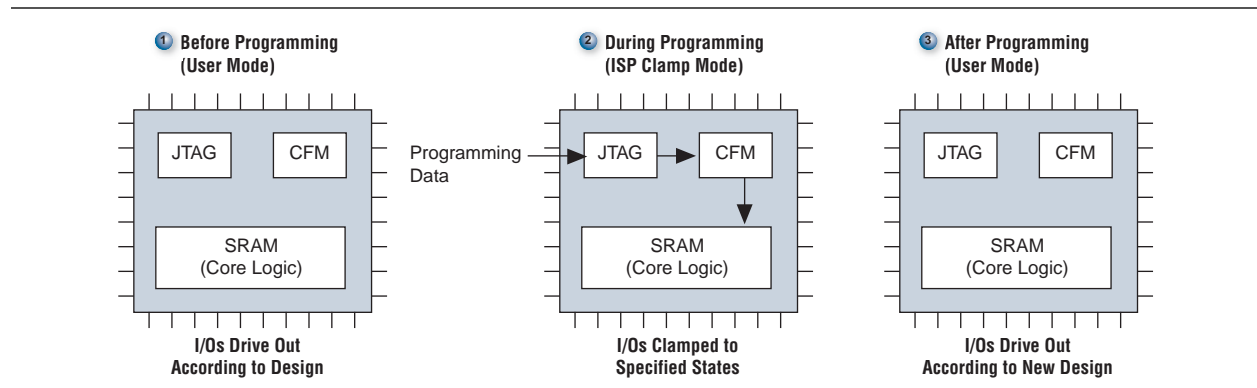 1 Before Programming
(User Mode)
JTAG
CFM
SRAM
(Core Logic)
I/Os Drive Out
According to Design
2 During Programming
(ISP Clamp Mode)
Programming
Data
JTAG
CFM
SRAM
(Core Logic)
I/Os Clamped to
Specified States
3 After Programming
(User Mode)
JTAG
CFM
SRAM
(Core Logic)
I/Os Drive Out
According to New Design